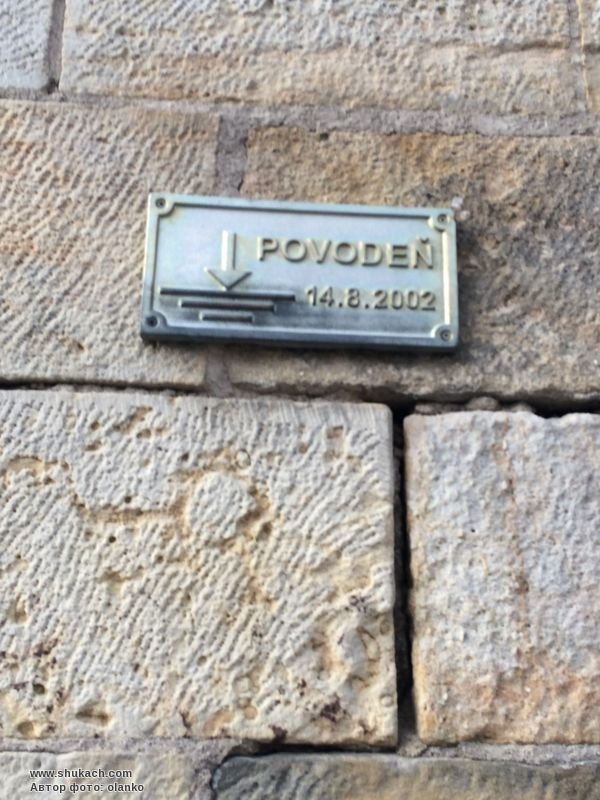 POVODEŇ
14.8.2002
www.shukach.com
Автор фото: olanko